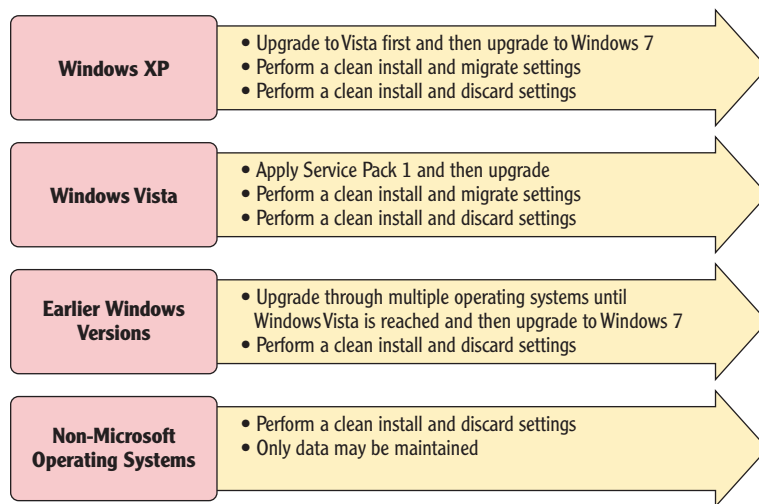 Windows XP
• Upgrade to Vista first and then upgrade to Windows 7
• Perform a clean install and migrate settings
• Perform a clean install and discard settings
Windows Vista
• Apply Service Pack 1 and then upgrade
• Perform a clean install and migrate settings
• Perform a clean install and discard settings
Earlier Windows
Versions
• Upgrade through multiple operating systems until
Windows Vista is reached and then upgrade to Windows 7
• Perform a clean install and discard settings
Non-Microsoft
Operating Systems
• Perform a clean install and discard settings
• Only data may be maintained